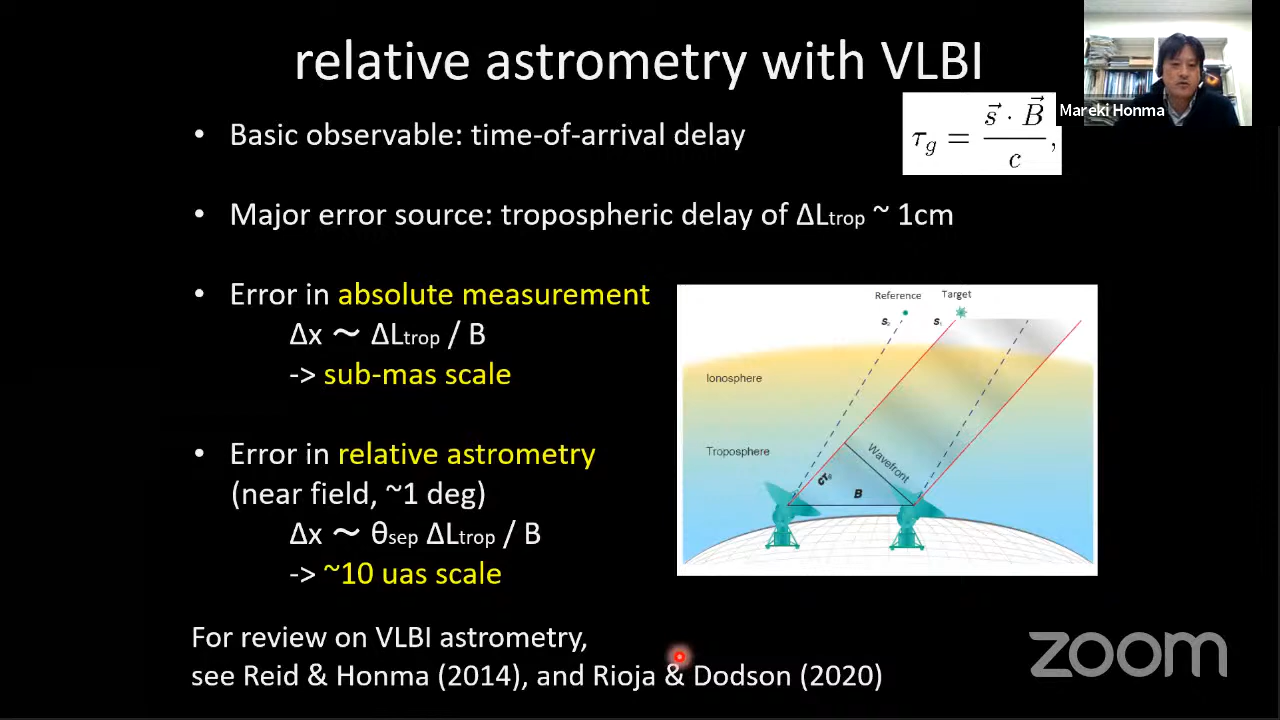 relative astrometry with VLBI
Mareki Honma
• Basic observable: time-of-arrival delay
τg = s⃗ · B⃗ / c ,
• Major error source: tropospheric delay of ΔLtrop ~ 1cm
• Error in absolute measurement
Δx ～ ΔLtrop / B
-> sub-mas scale
• Error in relative astrometry
(near field, ~1 deg)
Δx ～ θsep ΔLtrop / B
-> ~10 uas scale
Reference
Target
S₂
S₁
Ionosphere
Troposphere
Wavefront
B
For review on VLBI astrometry,
see Reid & Honma (2014), and Rioja & Dodson (2020)
zoom